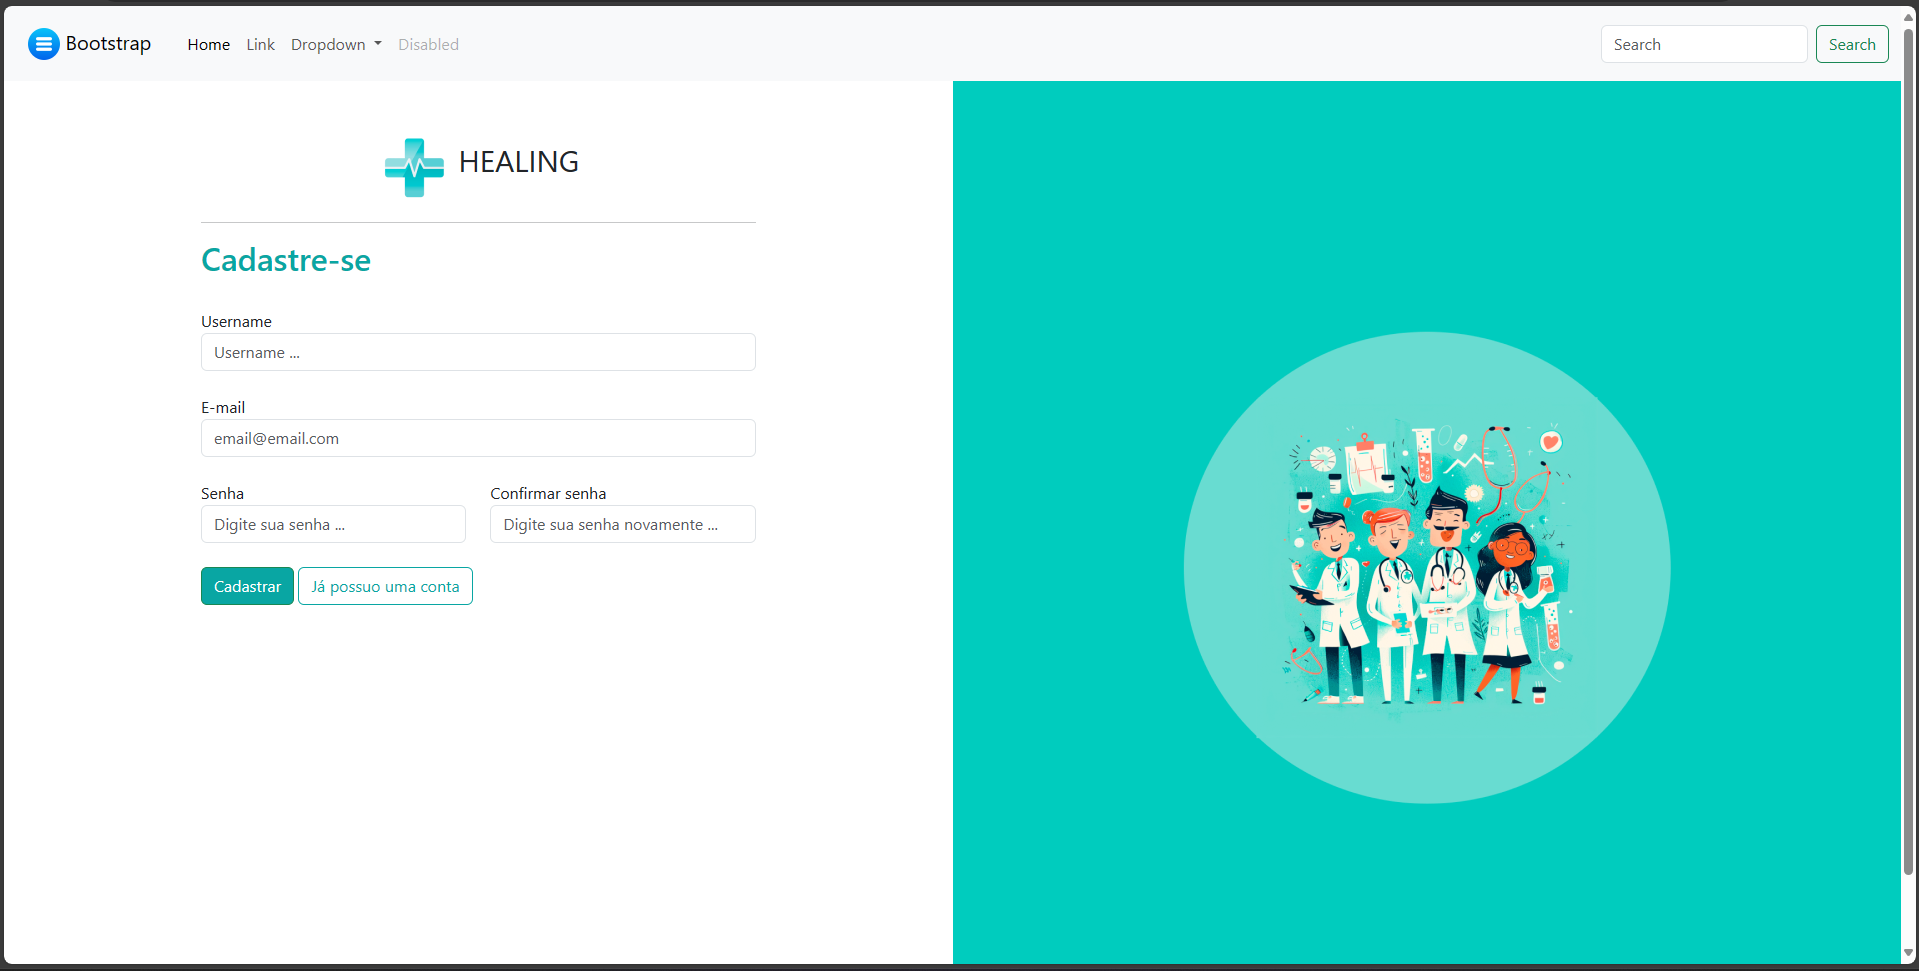 Bootstrap Home Link Dropdown Disabled Search Search
HEALING
Cadastre-se
Username
Username ...
E-mail
email@email.com
Senha Confirmar senha
Digite sua senha ... Digite sua senha novamente ...
Cadastrar Já possuo uma conta